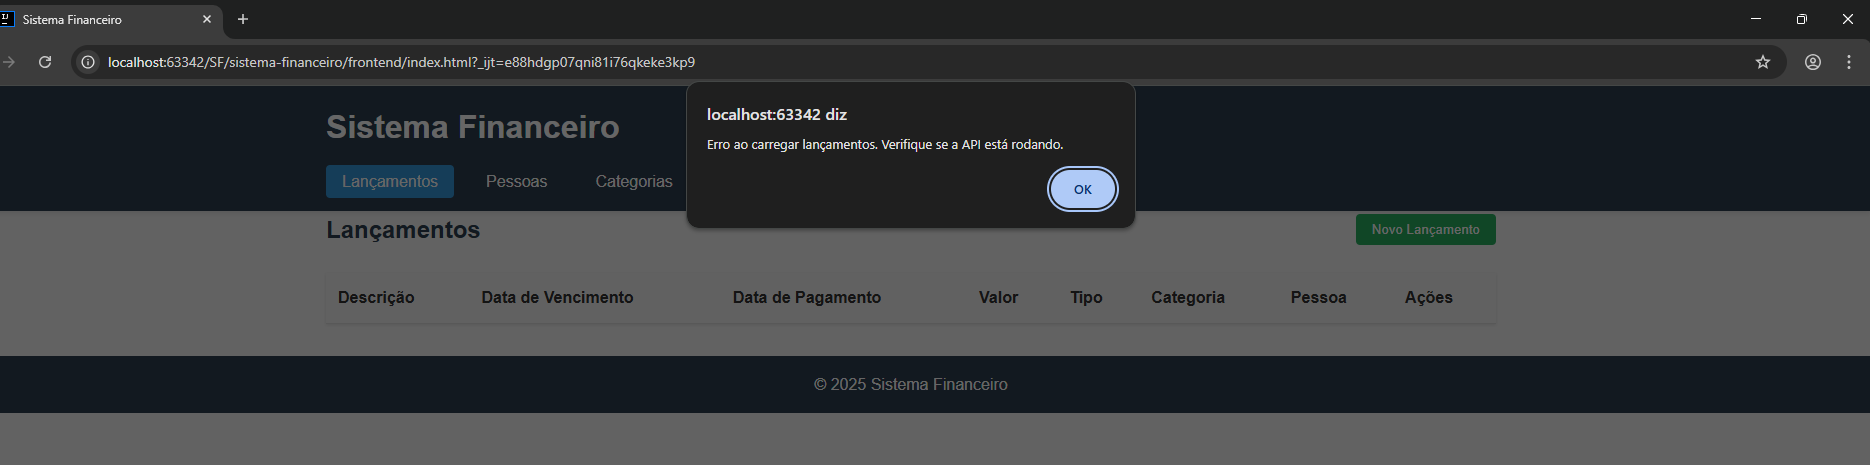 Sistema Financeiro
localhost:63342/SF/sistema-financeiro/frontend/index.html?_ijt=e88hdgp07qni81i76qkeke3kp9
localhost:63342 diz
Erro ao carregar lançamentos. Verifique se a API está rodando.
OK
Sistema Financeiro
Lançamentos Pessoas Categorias
Lançamentos Novo Lançamento
Descrição Data de Vencimento Data de Pagamento Valor Tipo Categoria Pessoa Ações
© 2025 Sistema Financeiro